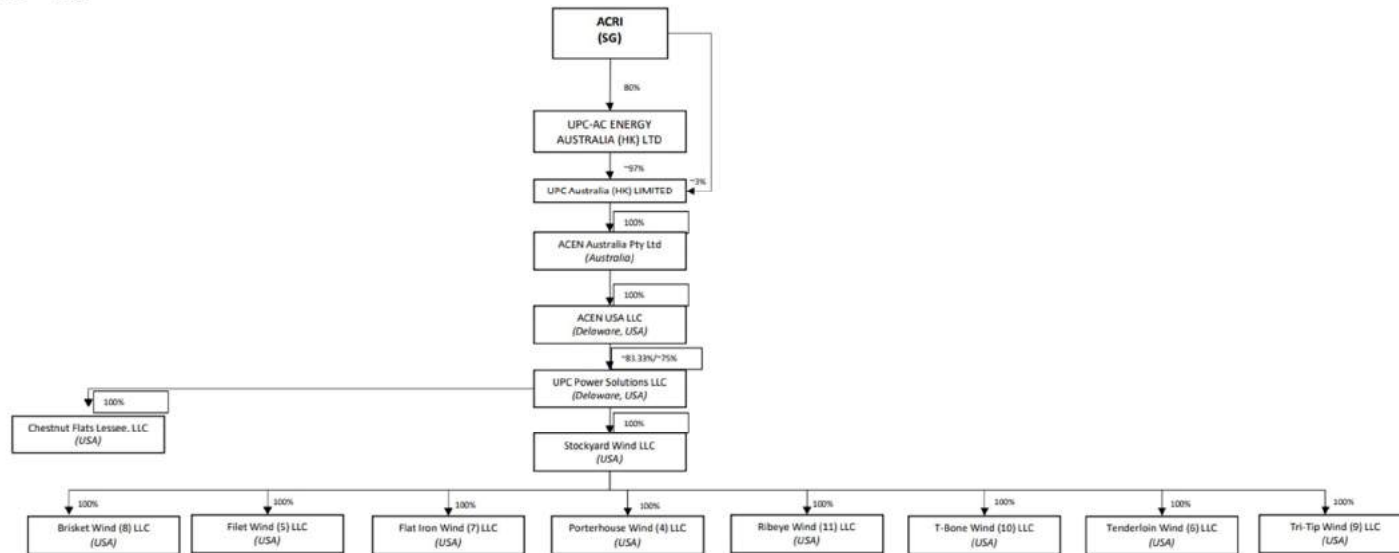 ACRI
(SG)
80%
UPC-AC ENERGY
AUSTRALIA (HK) LTD
~97%
~3%
UPC Australia (HK) LIMITED
100%
ACEN Australia Pty Ltd
(Australia)
100%
ACEN USA LLC
(Delaware, USA)
~83.33%/~75%
UPC Power Solutions LLC
(Delaware, USA)
100%
100%
Chestnut Flats Lessee, LLC
(USA)
Stockyard Wind LLC
(USA)
100%
100%
100%
100%
100%
100%
100%
100%
Brisket Wind (8) LLC
(USA)
Filet Wind (5) LLC
(USA)
Flat Iron Wind (7) LLC
(USA)
Porterhouse Wind (4) LLC
(USA)
Ribeye Wind (11) LLC
(USA)
T-Bone Wind (10) LLC
(USA)
Tenderloin Wind (6) LLC
(USA)
Tri-Tip Wind (9) LLC
(USA)